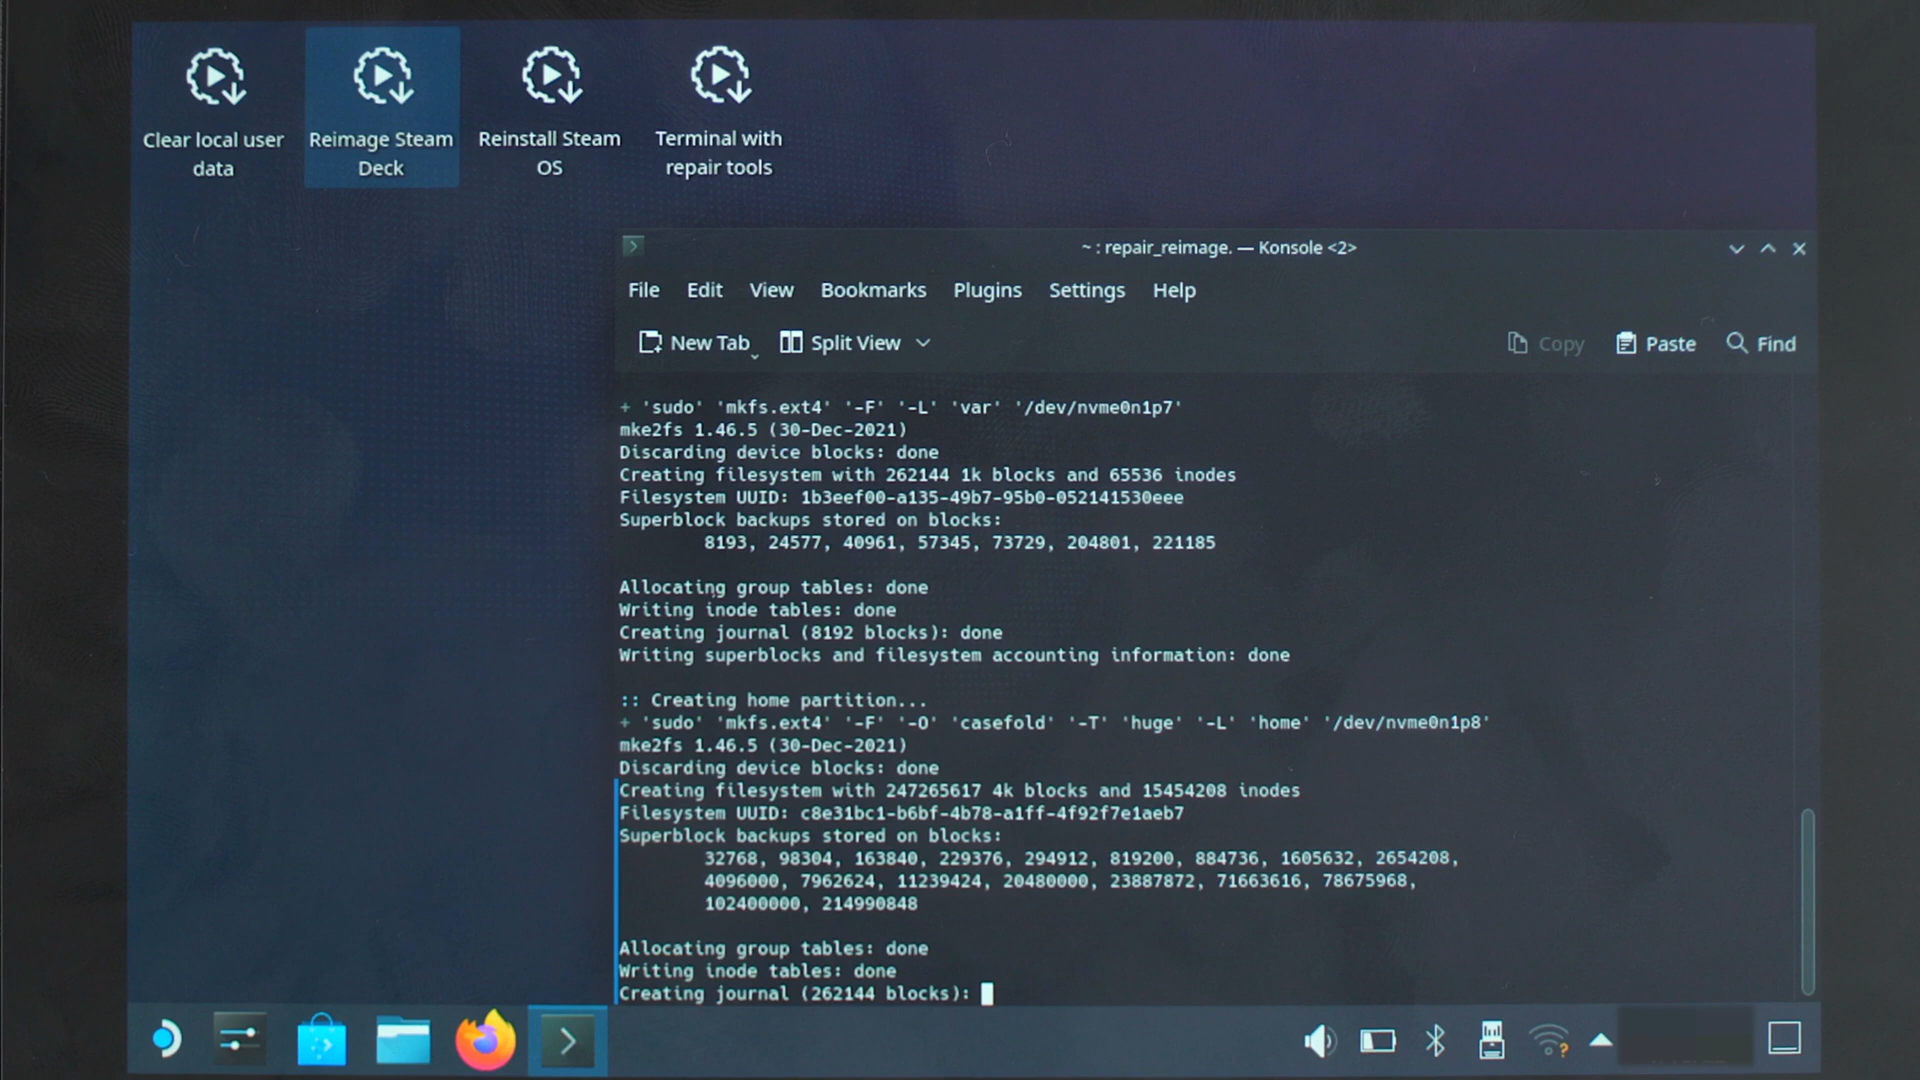 Clear local user
data
Reimage Steam
Deck
Reinstall Steam
OS
Terminal with
repair tools
~ : repair_reimage. — Konsole <2>
File Edit View Bookmarks Plugins Settings Help
New Tab Split View Copy Paste Find
+ 'sudo' 'mkfs.ext4' '-F' '-L' 'var' '/dev/nvme0n1p7'
mke2fs 1.46.5 (30-Dec-2021)
Discarding device blocks: done
Creating filesystem with 262144 1k blocks and 65536 inodes
Filesystem UUID: 1b3eef00-a135-49b7-95b0-052141530eee
Superblock backups stored on blocks:
8193, 24577, 40961, 57345, 73729, 204801, 221185
Allocating group tables: done
Writing inode tables: done
Creating journal (8192 blocks): done
Writing superblocks and filesystem accounting information: done
:: Creating home partition...
+ 'sudo' 'mkfs.ext4' '-F' '-O' 'casefold' '-T' 'huge' '-L' 'home' '/dev/nvme0n1p8'
mke2fs 1.46.5 (30-Dec-2021)
Discarding device blocks: done
Creating filesystem with 247265617 4k blocks and 15454208 inodes
Filesystem UUID: c8e31bc1-b6bf-4b78-a1ff-4f92f7e1aeb7
Superblock backups stored on blocks:
32768, 98304, 163840, 229376, 294912, 819200, 884736, 1605632, 2654208,
4096000, 7962624, 11239424, 20480000, 23887872, 71663616, 78675968,
102400000, 214990848
Allocating group tables: done
Writing inode tables: done
Creating journal (262144 blocks):